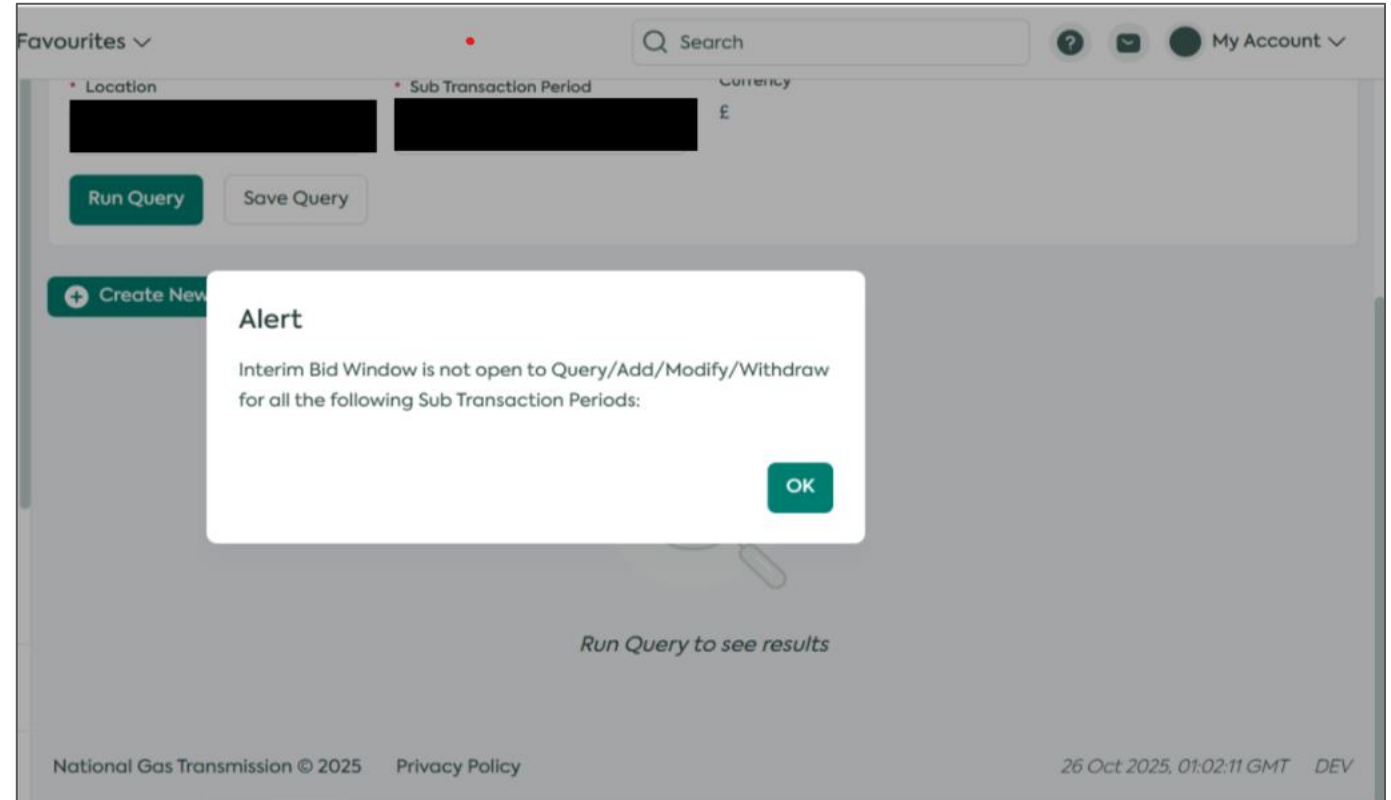 Favourites
Search
?
My Account
* Location
* Sub Transaction Period
Currency
£
Run Query
Save Query
Create New
Alert
Interim Bid Window is not open to Query/Add/Modify/Withdraw
for all the following Sub Transaction Periods:
OK
Run Query to see results
National Gas Transmission © 2025 Privacy Policy
26 Oct 2025, 01:02:11 GMT DEV